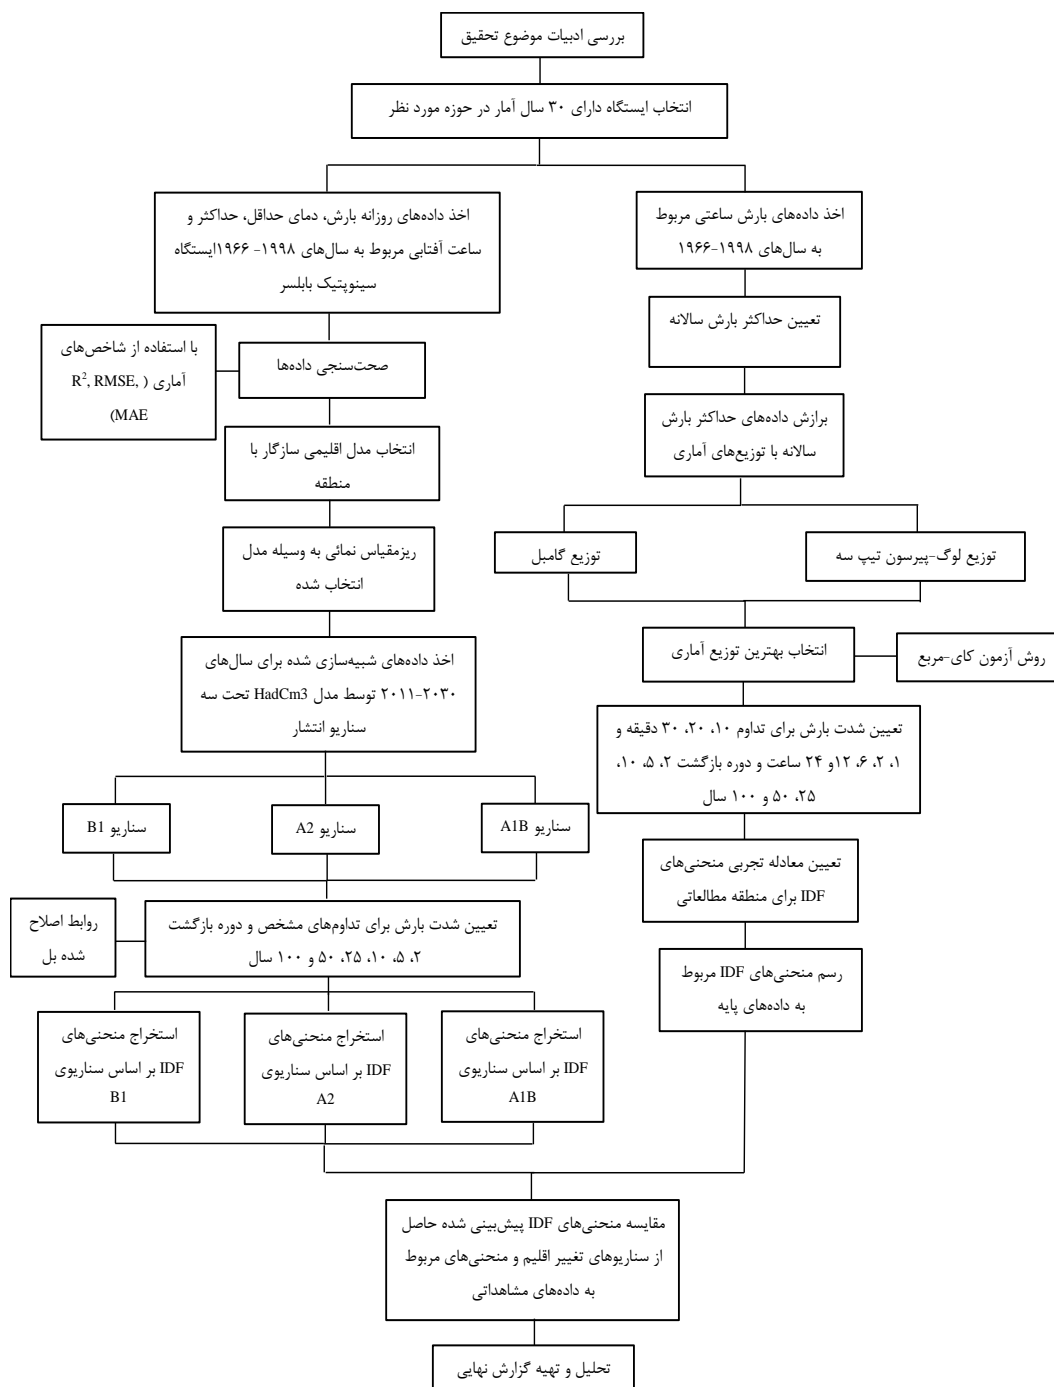 بررسی ادبیات موضوع تحقیق
انتخاب ایستگاه دارای ۳۰ سال آمار در حوزه مورد نظر
اخذ داده‌های بارش ساعتی مربوط
به سال‌های ۱۹۹۸-۱۹۶۶
تعیین حداکثر بارش سالانه
برازش داده‌های حداکثر بارش
سالانه با توزیع‌های آماری
توزیع لوگ-پیرسون تیپ سه
توزیع گامبل
انتخاب بهترین توزیع آماری
روش آزمون کای-مربع
تعیین شدت بارش برای تداوم ۱۰، ۲۰، ۳۰ دقیقه و
۱، ۲، ۶، ۱۲و ۲۴ ساعت و دوره بازگشت ۲، ۵، ۱۰،
۲۵، ۵۰ و ۱۰۰ سال
تعیین معادله تجربی منحنی‌های
IDF برای منطقه مطالعاتی
رسم منحنی‌های IDF مربوط
به داده‌های پایه
اخذ داده‌های روزانه بارش، دمای حداقل، حداکثر و
ساعت آفتابی مربوط به سال‌های ۱۹۹۸- ۱۹۶۶ایستگاه
سینوپتیک بابلسر
صحت‌سنجی داده‌ها
با استفاده از شاخص‌های
آماری ( R², RMSE,
MAE)
انتخاب مدل اقلیمی سازگار با
منطقه
ریزمقیاس نمائی به وسیله مدل
انتخاب شده
اخذ داده‌های شبیه‌سازی شده برای سال‌های
۲۰۳۰-۲۰۱۱ توسط مدل HadCm3 تحت سه
سناریو انتشار
سناریو A1B
سناریو A2
سناریو B1
تعیین شدت بارش برای تداوم‌های مشخص و دوره بازگشت
۲، ۵، ۱۰، ۲۵، ۵۰ و ۱۰۰ سال
روابط اصلاح
شده بل
استخراج منحنی‌های
IDF بر اساس سناریوی
A1B
استخراج منحنی‌های
IDF بر اساس سناریوی
A2
استخراج منحنی‌های
IDF بر اساس سناریوی
B1
مقایسه منحنی‌های IDF پیش‌بینی شده حاصل
از سناریوهای تغییر اقلیم و منحنی‌های مربوط
به داده‌های مشاهداتی
تحلیل و تهیه گزارش نهایی